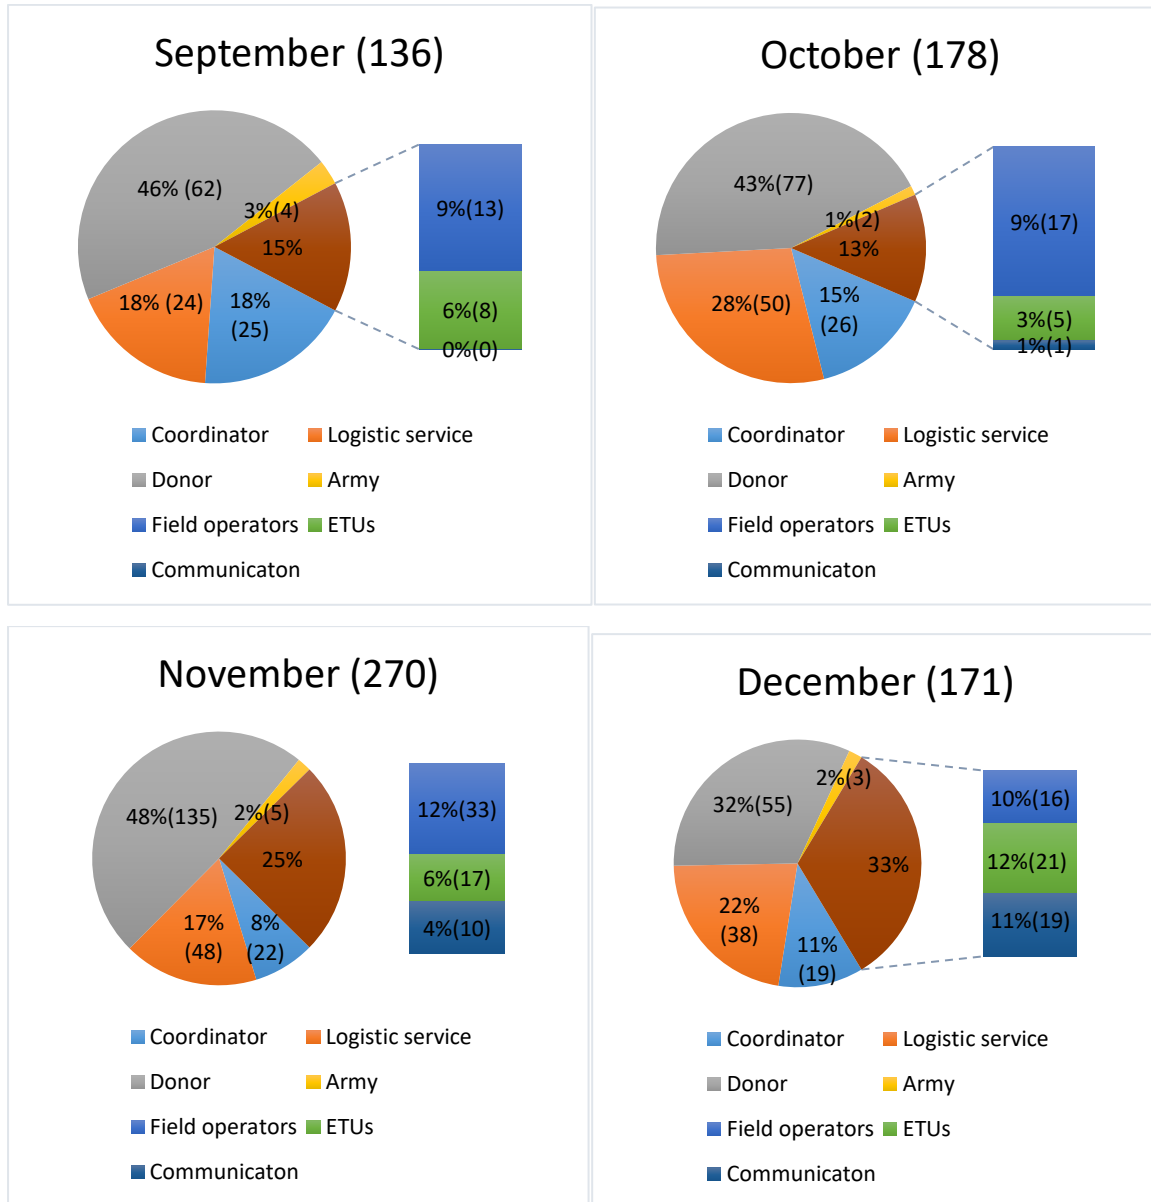 September (136)
46% (62)
3%(4)
15%
18% (24)
18%
(25)
9%(13)
6%(8)
0%(0)
Coordinator
Logistic service
Donor
Army
Field operators
ETUs
Communicaton
October (178)
43%(77)
1%(2)
13%
28%(50)
15%
(26)
9%(17)
3%(5)
1%(1)
Coordinator
Logistic service
Donor
Army
Field operators
ETUs
Communicaton
November (270)
48%(135)
2%(5)
25%
17%
(48)
8%
(22)
12%(33)
6%(17)
4%(10)
Coordinator
Logistic service
Donor
Army
Field operators
ETUs
Communicaton
December (171)
2%(3)
32%(55)
33%
22%
(38)
11%
(19)
10%(16)
12%(21)
11%(19)
Coordinator
Logistic service
Donor
Army
Field operators
ETUs
Communicaton